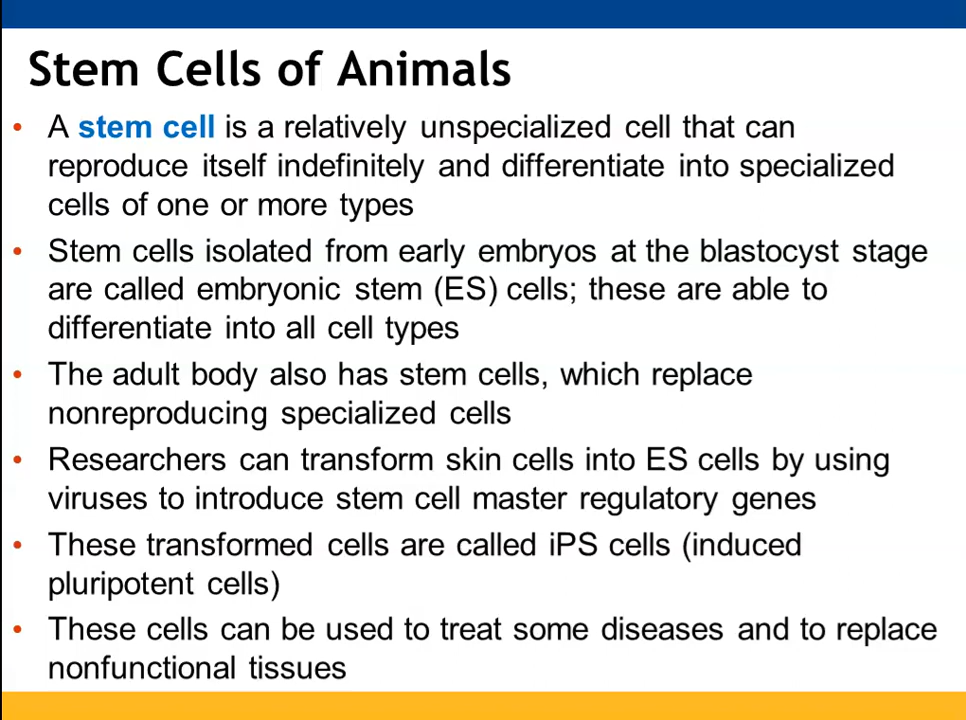 Stem Cells of Animals
• A stem cell is a relatively unspecialized cell that can
reproduce itself indefinitely and differentiate into specialized
cells of one or more types
• Stem cells isolated from early embryos at the blastocyst stage
are called embryonic stem (ES) cells; these are able to
differentiate into all cell types
• The adult body also has stem cells, which replace
nonreproducing specialized cells
• Researchers can transform skin cells into ES cells by using
viruses to introduce stem cell master regulatory genes
• These transformed cells are called iPS cells (induced
pluripotent cells)
• These cells can be used to treat some diseases and to replace
nonfunctional tissues